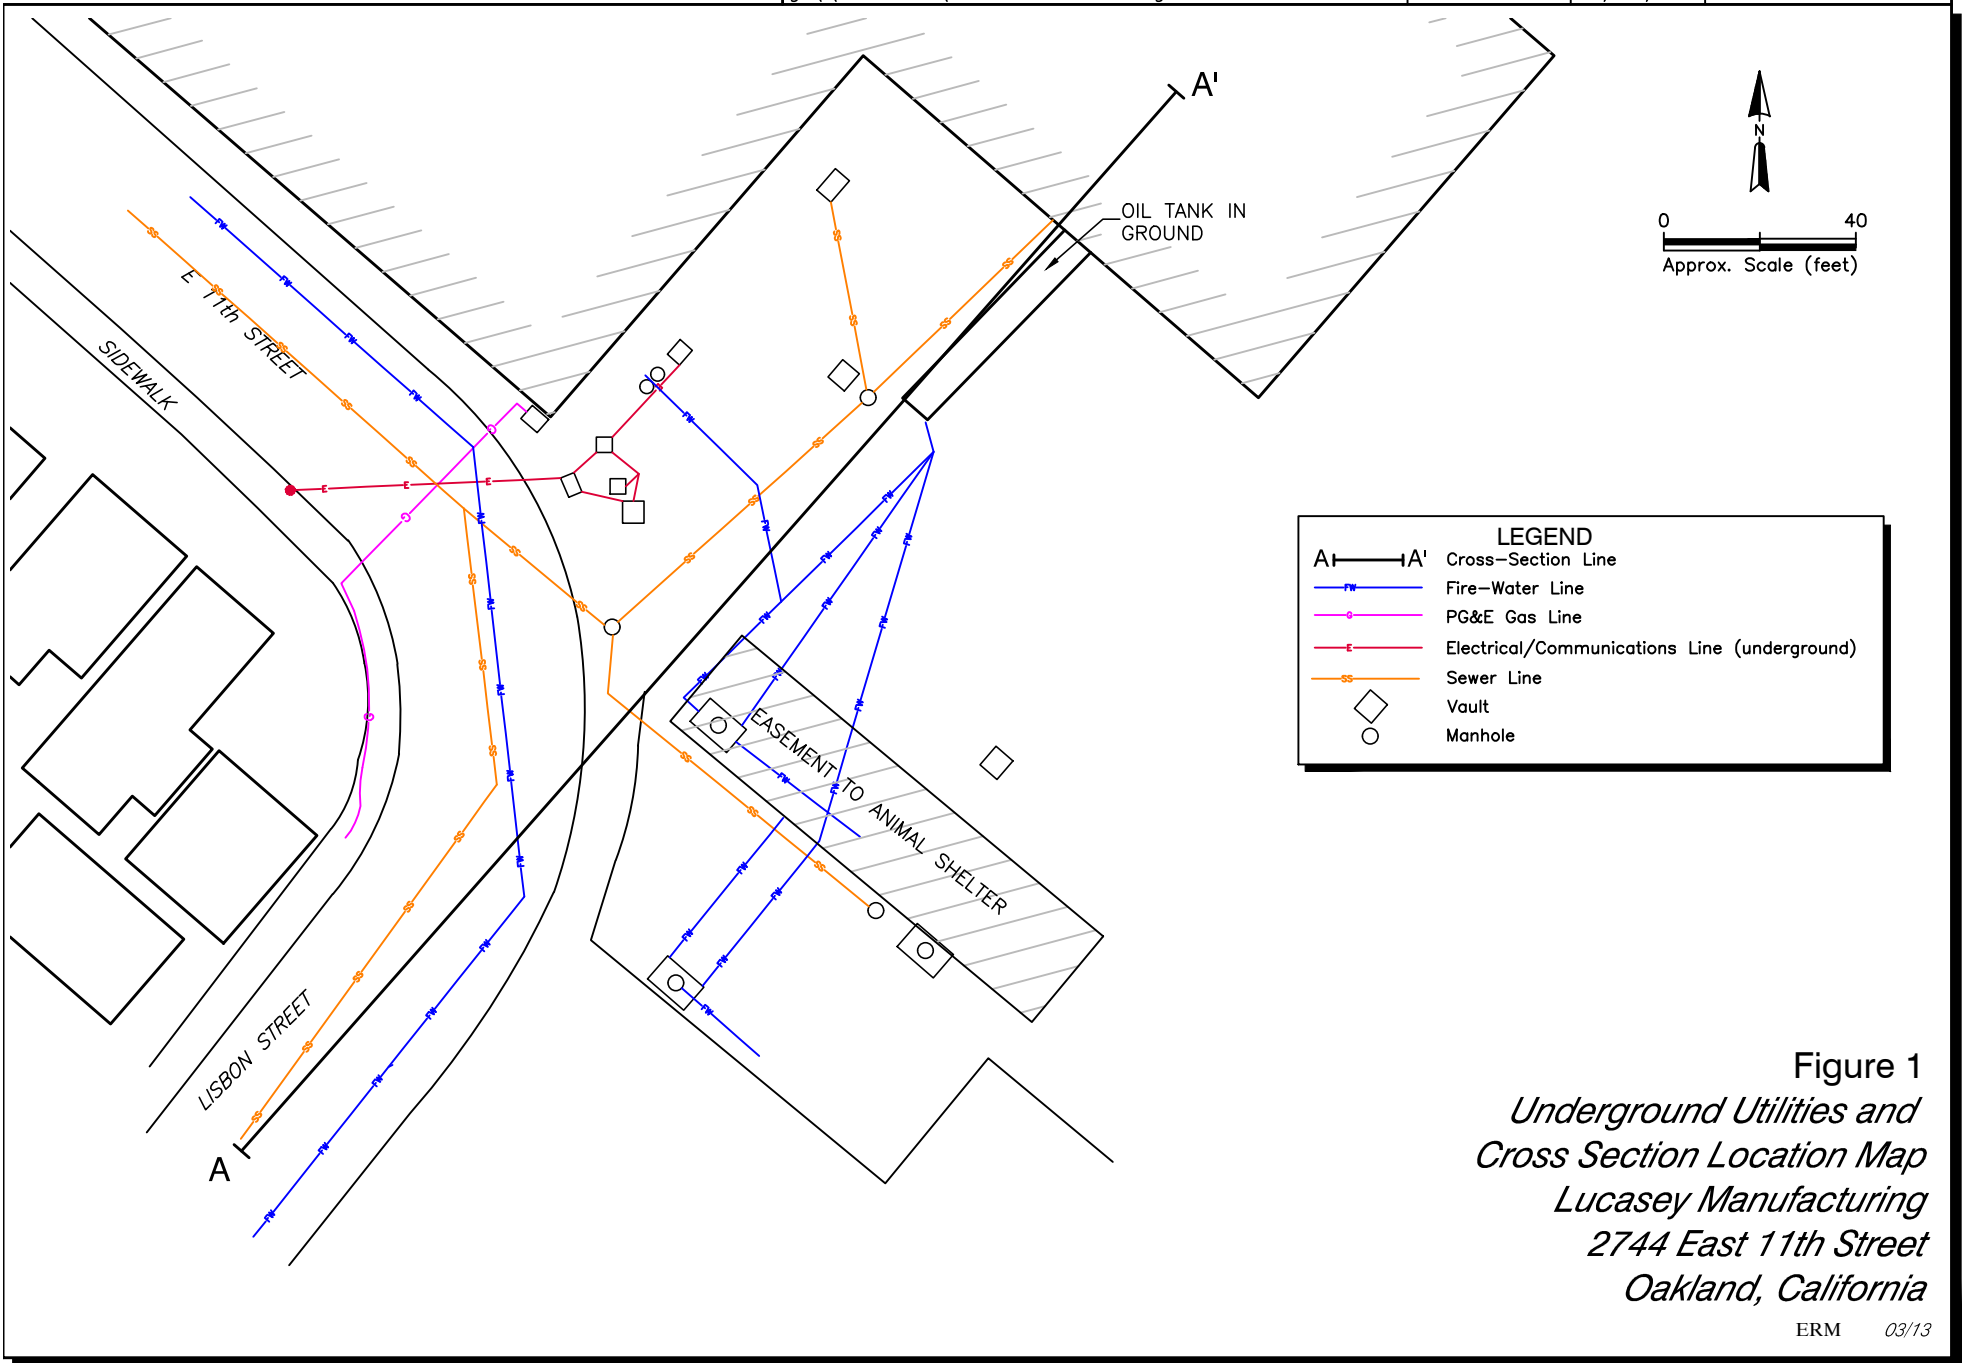 A'
N
0 40
Approx. Scale (feet)
OIL TANK IN
GROUND
E 11th STREET
SIDEWALK
LEGEND
A A' Cross-Section Line
FW Fire-Water Line
G PG&E Gas Line
E Electrical/Communications Line (underground)
SS Sewer Line
Vault
Manhole
EASEMENT TO ANIMAL SHELTER
LISBON STREET
A
Figure 1
Underground Utilities and
Cross Section Location Map
Lucasey Manufacturing
2744 East 11th Street
Oakland, California
ERM 03/13